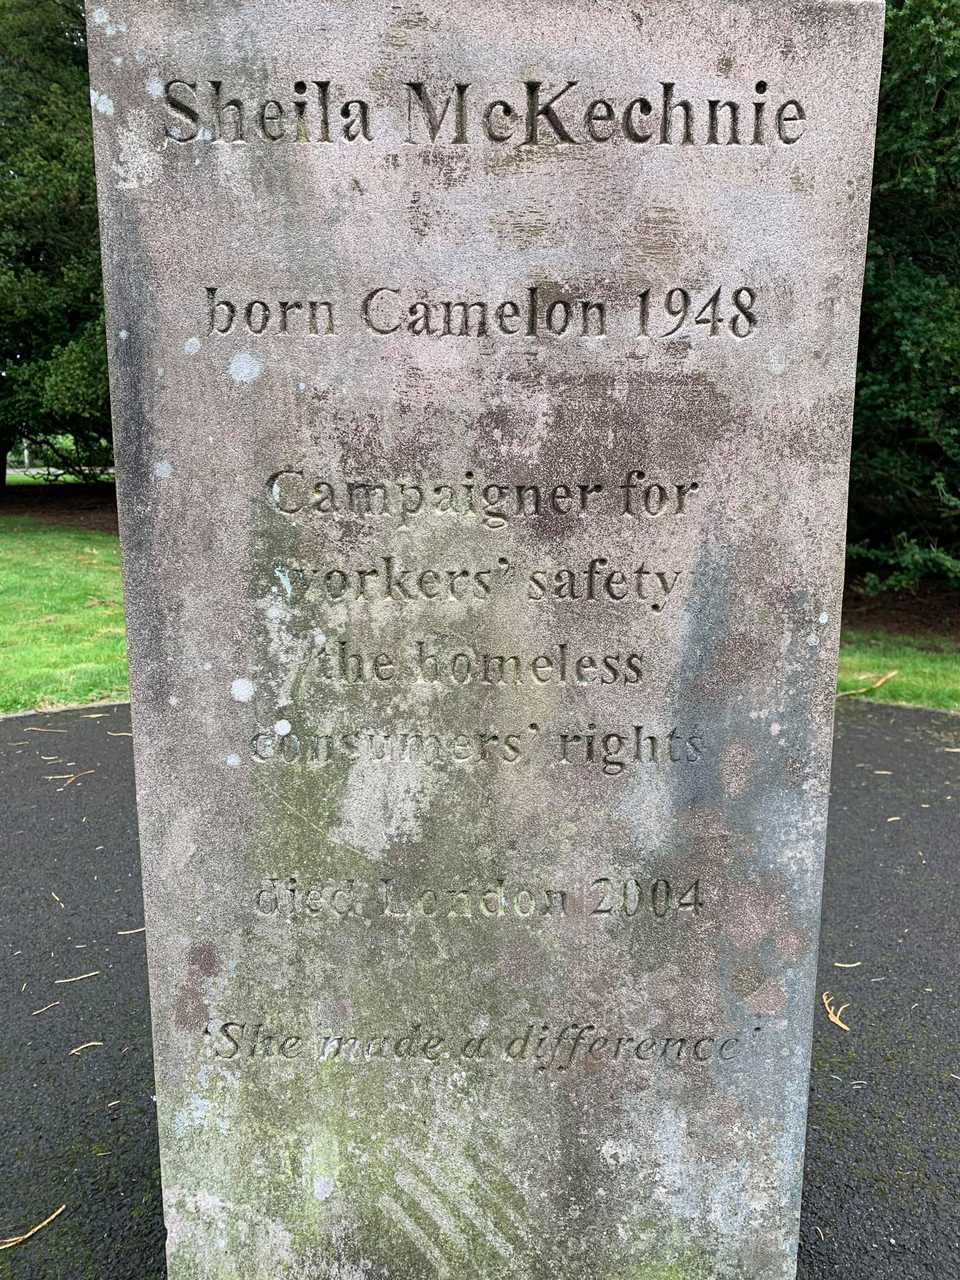 Sheila McKechnie
born Camelon 1948
Campaigner for
workers' safety
the homeless
consumers' rights
died London 2004
'She made a difference'